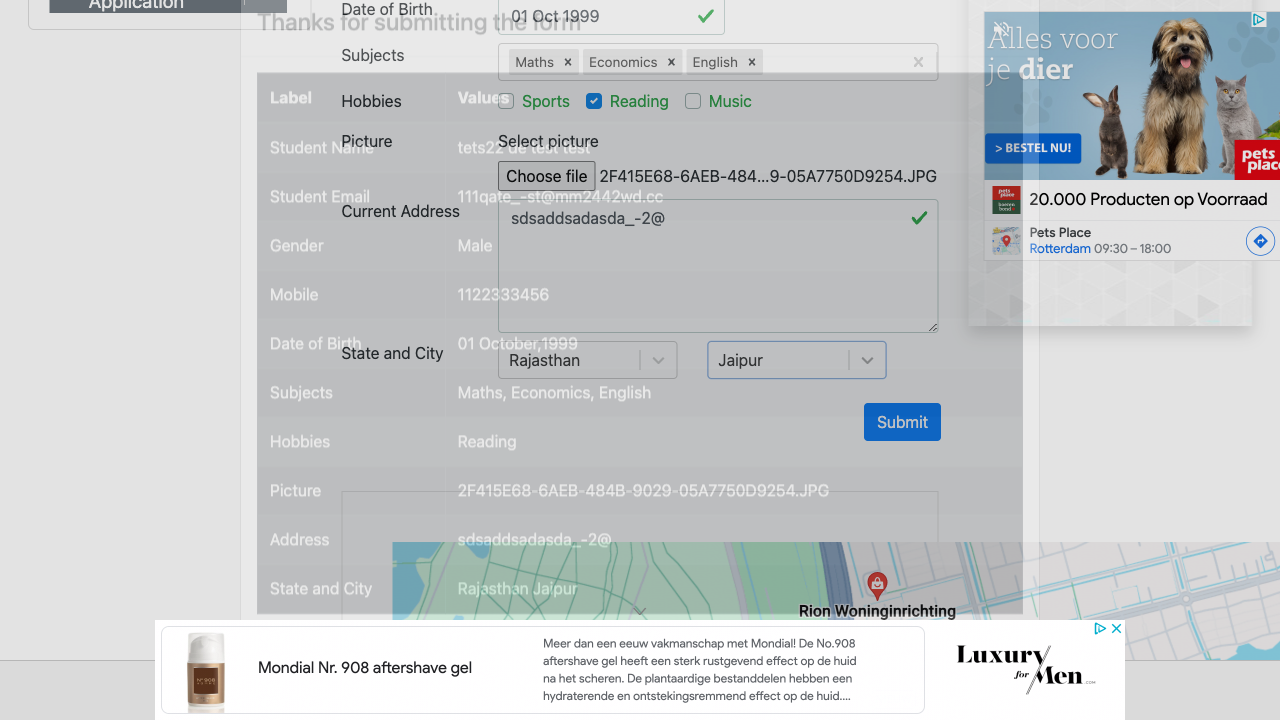 Application
Thanks for submitting the form
Date of Birth
01 Oct 1999
Subjects
Maths × Economics × English ×
Label Values
Hobbies
Sports Reading Music
Student Name tets22 de test test
Picture
Select picture
Choose file 2F415E68-6AEB-484...9-05A7750D9254.JPG
Student Email 111qate_-st@mm2442wd.cc
Current Address
sdsaddsadasda_-2@
Gender Male
Mobile 1122333456
Date of Birth 01 October,1999
State and City
Rajasthan
Jaipur
Subjects Maths, Economics, English
Submit
Hobbies Reading
Picture 2F415E68-6AEB-484B-9029-05A7750D9254.JPG
Address sdsaddsadasda_-2@
State and City Rajasthan Jaipur
Alles voor
je dier
> BESTEL NU!
pets
place
20.000 Producten op Voorraad
Pets Place
Rotterdam 09:30 – 18:00
Rion Woninginrichting
Mondial Nr. 908 aftershave gel
Meer dan een eeuw vakmanschap met Mondial! De No.908
aftershave gel heeft een sterk rustgevend effect op de huid
na het scheren. De plantaardige bestanddelen hebben een
hydraterende en ontstekingsremmend effect op de huid....
Luxury
for Men
.COM